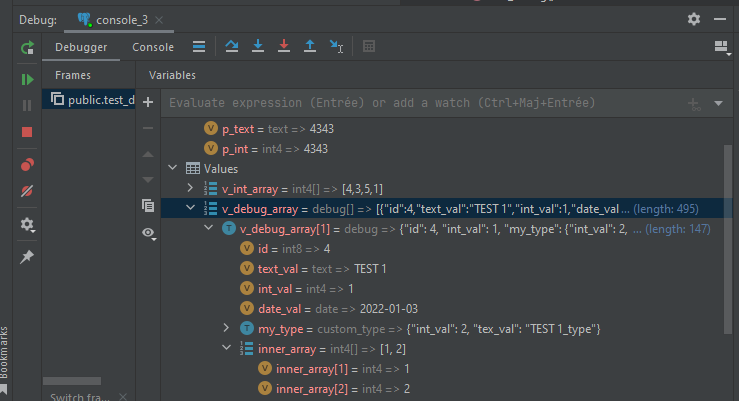 Debug: console_3
Debugger Console
Frames Variables
public.test_d
Evaluate expression (Entrée) or add a watch (Ctrl+Maj+Entrée)
p_text = text => 4343
p_int = int4 => 4343
Values
v_int_array = int4[] => [4,3,5,1]
v_debug_array = debug[] => [{"id":4,"text_val":"TEST 1","int_val":1,"date_val ... (length: 495)
v_debug_array[1] = debug => {"id": 4, "int_val": 1, "my_type": {"int_val": 2, ... (length: 147)
id = int8 => 4
text_val = text => TEST 1
int_val = int4 => 1
date_val = date => 2022-01-03
my_type = custom_type => {"int_val": 2, "tex_val": "TEST 1_type"}
inner_array = int4[] => [1, 2]
inner_array[1] = int4 => 1
inner_array[2] = int4 => 2
Bookmarks
Switch fra...